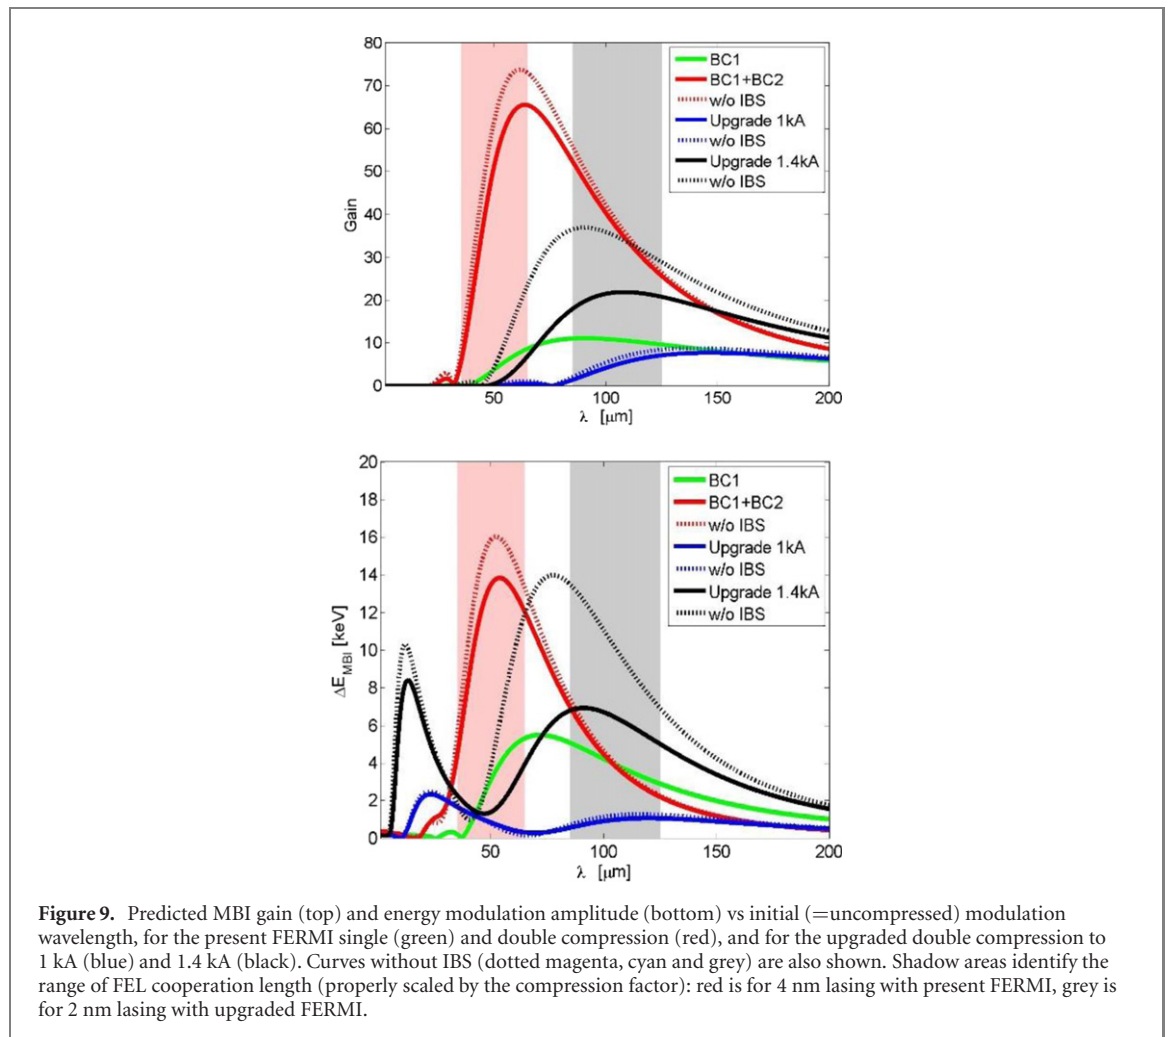 80
70
60
50
40
30
20
10
0
Gain
50
100
150
200
λ [μm]
BC1
BC1+BC2
w/o IBS
Upgrade 1kA
w/o IBS
Upgrade 1.4kA
w/o IBS
20
18
16
14
12
10
8
6
4
2
0
ΔE_MBI [keV]
50
100
150
200
λ [μm]
BC1
BC1+BC2
w/o IBS
Upgrade 1kA
w/o IBS
Upgrade 1.4kA
w/o IBS
Figure 9. Predicted MBI gain (top) and energy modulation amplitude (bottom) vs initial (=uncompressed) modulation
wavelength, for the present FERMI single (green) and double compression (red), and for the upgraded double compression to
1 kA (blue) and 1.4 kA (black). Curves without IBS (dotted magenta, cyan and grey) are also shown. Shadow areas identify the
range of FEL cooperation length (properly scaled by the compression factor): red is for 4 nm lasing with present FERMI, grey is
for 2 nm lasing with upgraded FERMI.